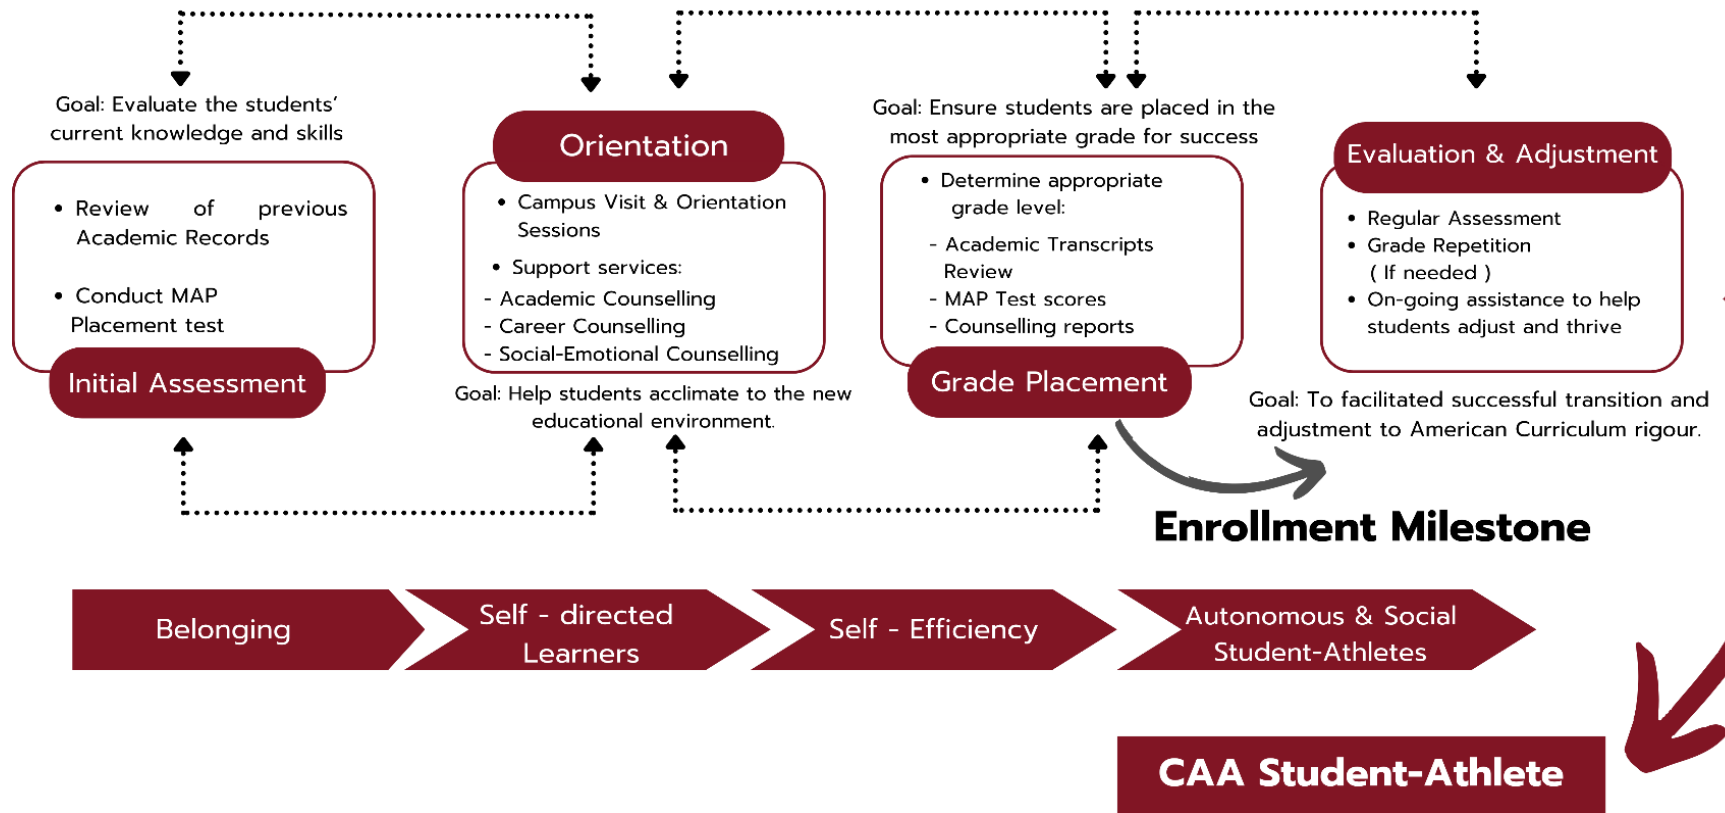 Goal: Evaluate the students'
current knowledge and skills
• Review of previous
Academic Records
• Conduct MAP
Placement test
Initial Assessment
Orientation
• Campus Visit & Orientation
Sessions
• Support services:
- Academic Counselling
- Career Counselling
- Social-Emotional Counselling
Goal: Help students acclimate to the new
educational environment.
Goal: Ensure students are placed in the
most appropriate grade for success
• Determine appropriate
grade level:
- Academic Transcripts
Review
- MAP Test scores
- Counselling reports
Grade Placement
Evaluation & Adjustment
• Regular Assessment
• Grade Repetition
( If needed )
• On-going assistance to help
students adjust and thrive
Goal: To facilitated successful transition and
adjustment to American Curriculum rigour.
Enrollment Milestone
Belonging
Self - directed
Learners
Self - Efficiency
Autonomous & Social
Student-Athletes
CAA Student-Athlete